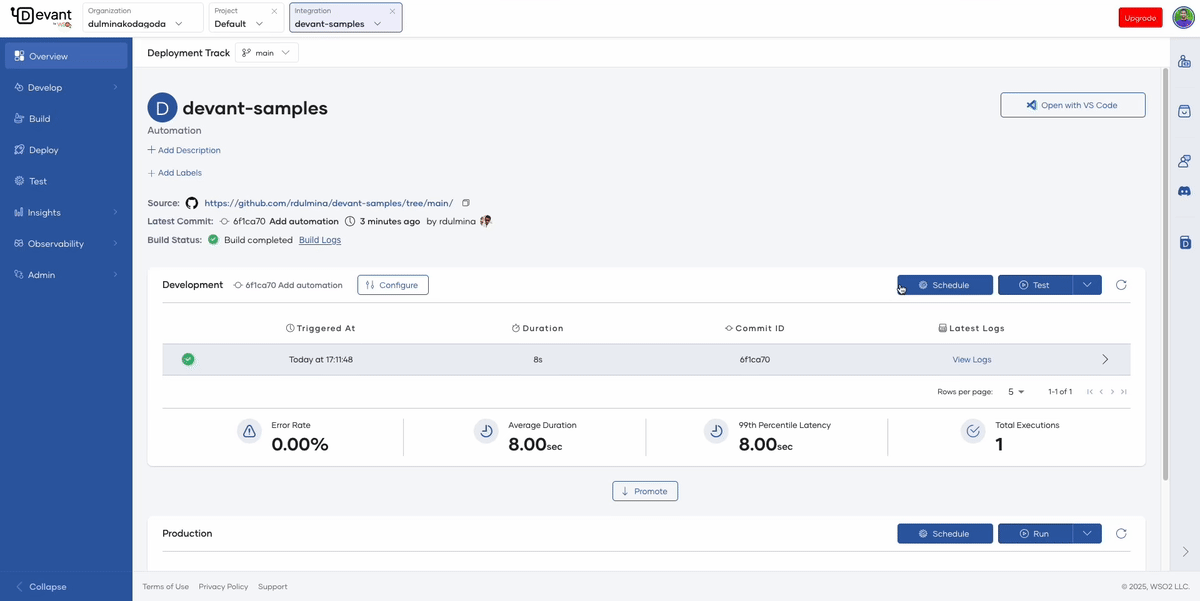 Devant
by WSO2
Organization
dulminakodagoda
Project
Default
Integration
devant-samples
Upgrade
Overview
Develop
Build
Deploy
Test
Insights
Observability
Admin
Collapse
Deployment Track main
D devant-samples
Open with VS Code
Automation
+ Add Description
+ Add Labels
Source: https://github.com/rdulmina/devant-samples/tree/main/
Latest Commit: 6f1ca70 Add automation 3 minutes ago by rdulmina
Build Status: Build completed Build Logs
Development 6f1ca70 Add automation Configure Schedule Test
Triggered At Duration Commit ID Latest Logs
Today at 17:11:48 8s 6f1ca70 View Logs
Rows per page: 5 1-1 of 1
Error Rate
0.00%
Average Duration
8.00sec
99th Percentile Latency
8.00sec
Total Executions
1
Promote
Production Schedule Run
Terms of Use Privacy Policy Support
© 2025, WSO2 LLC.